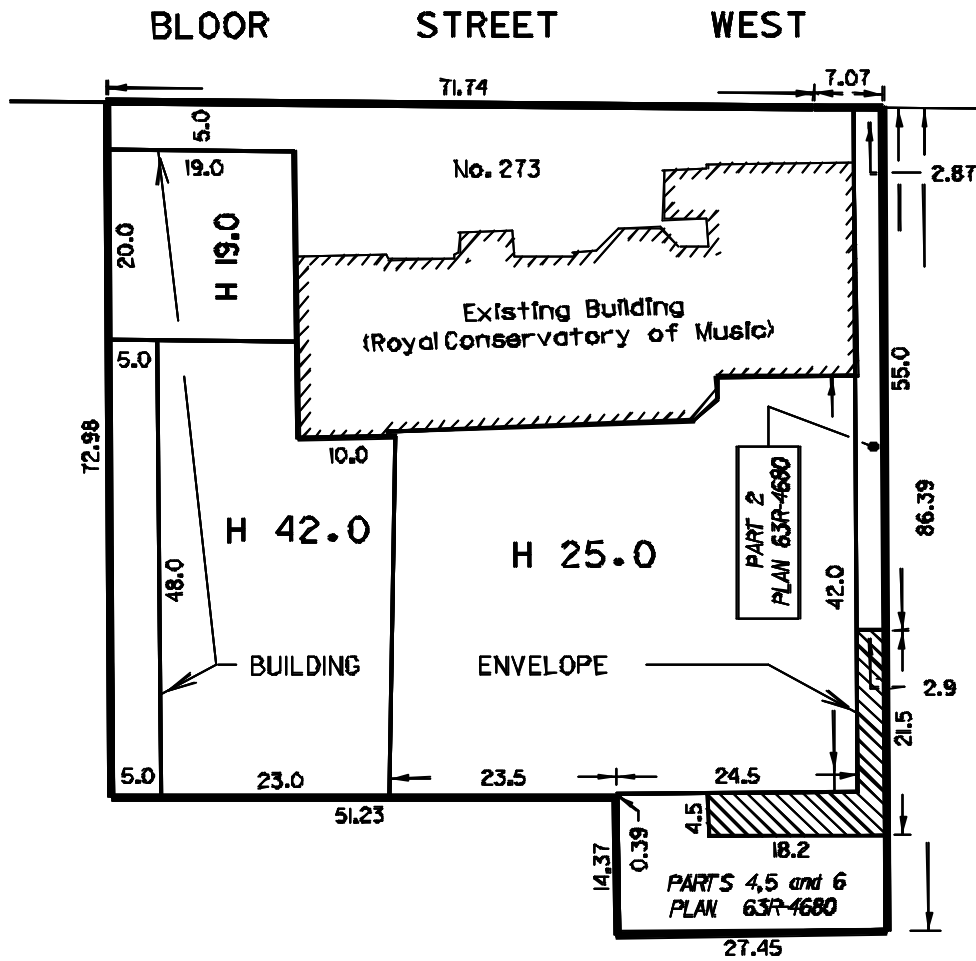 BLOOR STREET WEST
71.74
7.07
5.0
19.0
No. 273
2.87
20.0
H 19.0
Existing Building
(Royal Conservatory of Music)
5.0
55.0
72.98
10.0
PART 2
PLAN 63R-4680
86.39
H 42.0
H 25.0
48.0
42.0
BUILDING ENVELOPE
2.9
21.5
5.0
23.0
23.5
24.5
51.23
4.5
0.39
14.37
18.2
PARTS 4,5 and 6
PLAN 63R-4680
27.45